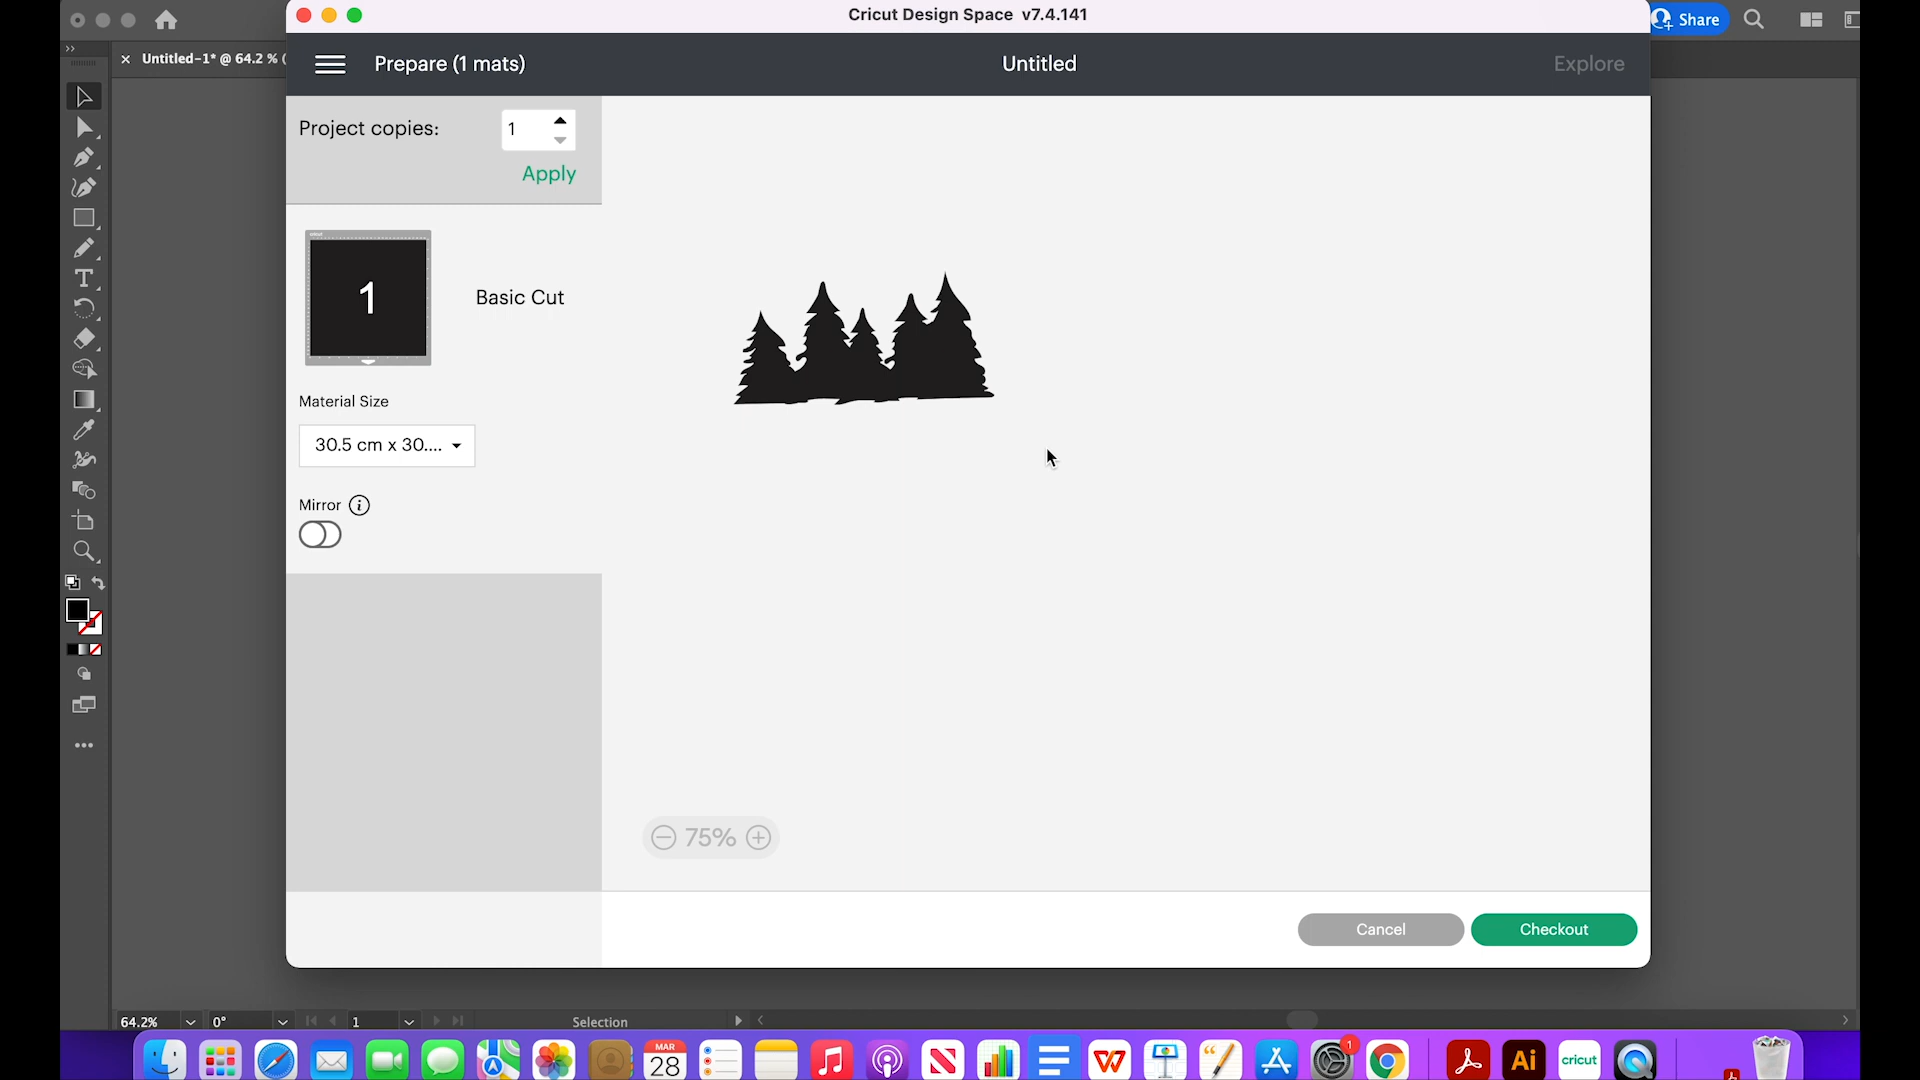 Cricut Design Space v7.4.141
Share
Untitled-1* @ 64.2 % (
Prepare (1 mats)
Untitled
Explore
Project copies:
1
Apply
1
Basic Cut
Material Size
30.5 cm x 30....
Mirror
75%
Cancel
Checkout
64.2%
0°
1
Selection
MAR
28
1
Ai
cricut